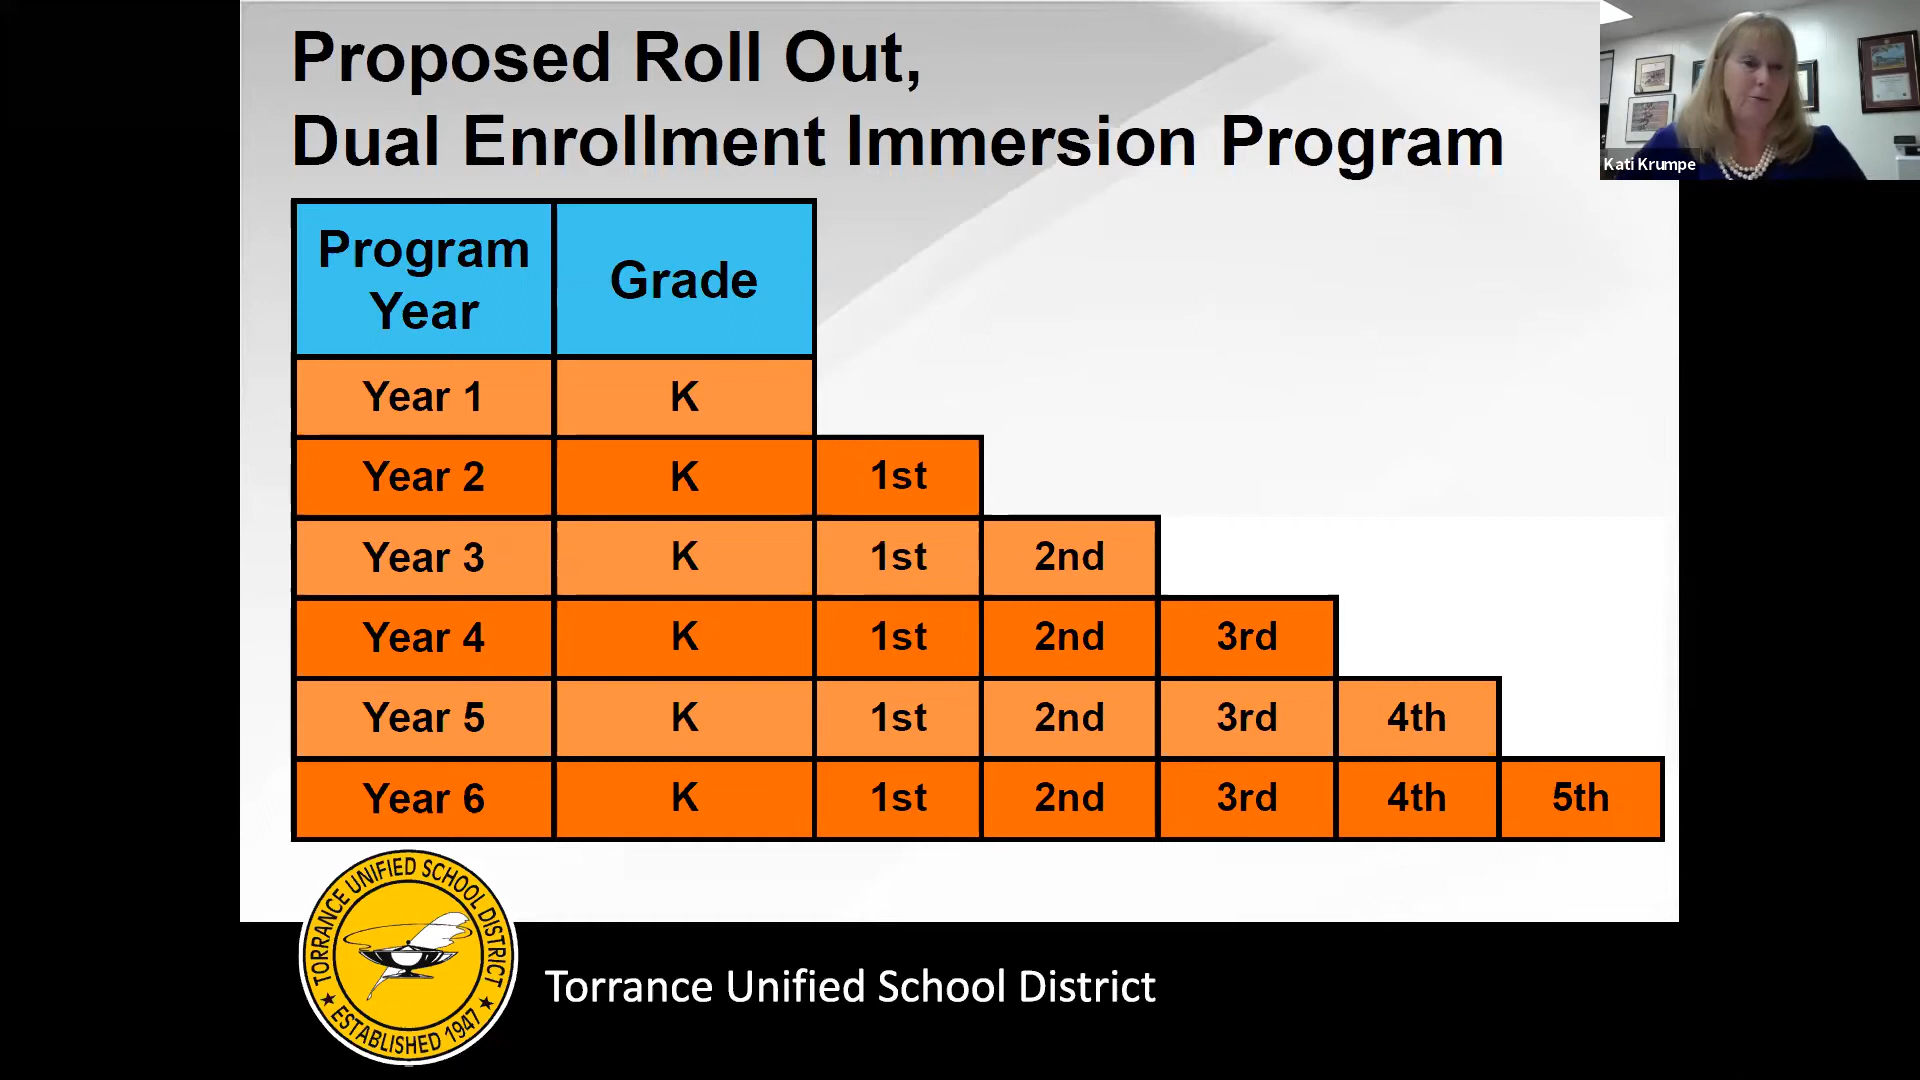 Proposed Roll Out,
Dual Enrollment Immersion Program
Kati Krumpe
Program
Year
Grade
Year 1 K
Year 2 K 1st
Year 3 K 1st 2nd
Year 4 K 1st 2nd 3rd
Year 5 K 1st 2nd 3rd 4th
Year 6 K 1st 2nd 3rd 4th 5th
TORRANCE UNIFIED SCHOOL DISTRICT
★ ESTABLISHED 1947 ★
Torrance Unified School District